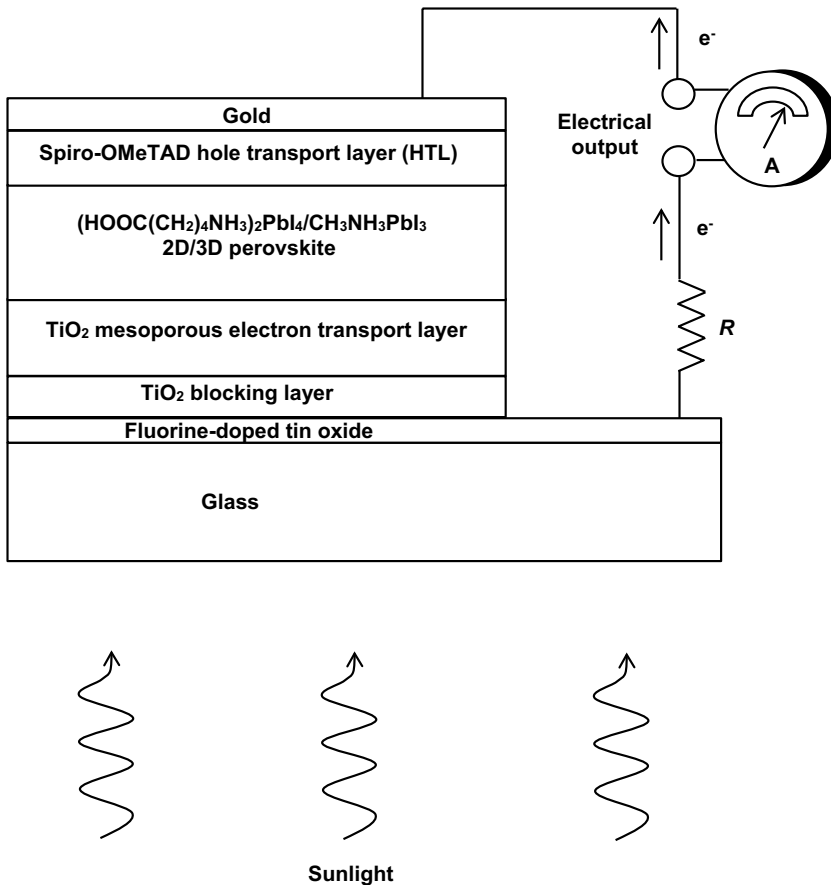 e⁻
Gold
Electrical
output
A
Spiro-OMeTAD hole transport layer (HTL)
(HOOC(CH₂)₄NH₃)₂PbI₄/CH₃NH₃PbI₃
2D/3D perovskite
e⁻
TiO₂ mesoporous electron transport layer
R
TiO₂ blocking layer
Fluorine-doped tin oxide
Glass
Sunlight